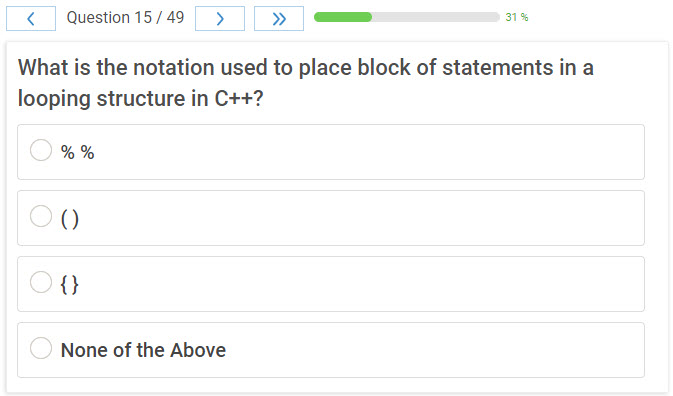 Question 15 / 49
31 %
What is the notation used to place block of statements in a
looping structure in C++?
% %
( )
{ }
None of the Above